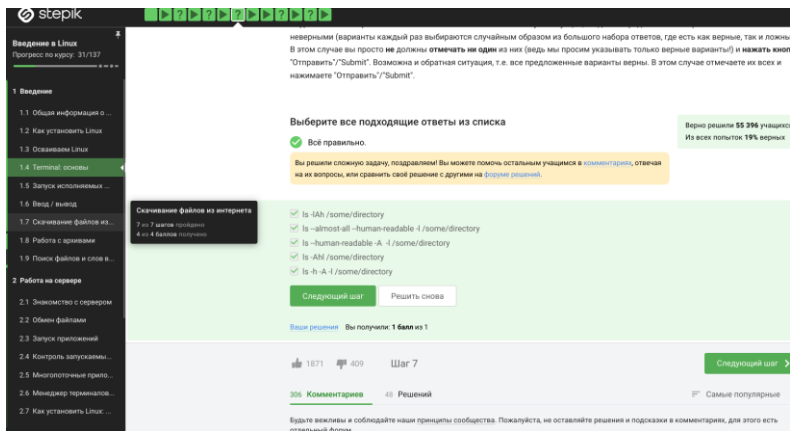 stepik
Введение в Linux
Прогресс по курсу: 31/137
1 Введение
1.1 Общая информация о ...
1.2 Как установить Linux
1.3 Осваиваем Linux
1.4 Terminal: основы
1.5 Запуск исполняемых ...
1.6 Ввод / вывод
1.7 Скачивание файлов из...
1.8 Работа с архивами
1.9 Поиск файлов и слов в...
2 Работа на сервере
2.1 Знакомство с сервером
2.2 Обмен файлами
2.3 Запуск приложений
2.4 Контроль запускаемы...
2.5 Многопоточные прило...
2.6 Менеджер терминалов...
2.7 Как установить Linux: ...
Скачивание файлов из интернета
7 из 7 шагов пройдено
4 из 4 баллов получено
неверными (варианты каждый раз выбираются случайным образом из большого набора ответов, где есть как верные, так и ложны
В этом случае вы просто не должны отмечать ни один из них (ведь мы просим указывать только верные варианты!) и нажать кноп
"Отправить"/"Submit". Возможна и обратная ситуация, т.е. все предложенные варианты верны. В этом случае отмечаете их всех и
нажимаете "Отправить"/"Submit".
Выберите все подходящие ответы из списка
Всё правильно.
Верно решили 55 396 учащихс
Из всех попыток 19% верных
Вы решили сложную задачу, поздравляем! Вы можете помочь остальным учащимся в комментариях, отвечая
на их вопросы, или сравнить своё решение с другими на форуме решений.
ls -lAh /some/directory
ls --almost-all --human-readable -l /some/directory
ls --human-readable -A -l /some/directory
ls -Ahl /some/directory
ls -h -A -l /some/directory
Следующий шаг
Решить снова
Ваши решения Вы получили: 1 балл из 1
1871 409 Шаг 7
Следующий шаг
306 Комментариев 48 Решений
Самые популярные
Будьте вежливы и соблюдайте наши принципы сообщества. Пожалуйста, не оставляйте решения и подсказки в комментариях, для этого есть
отдельный форум.